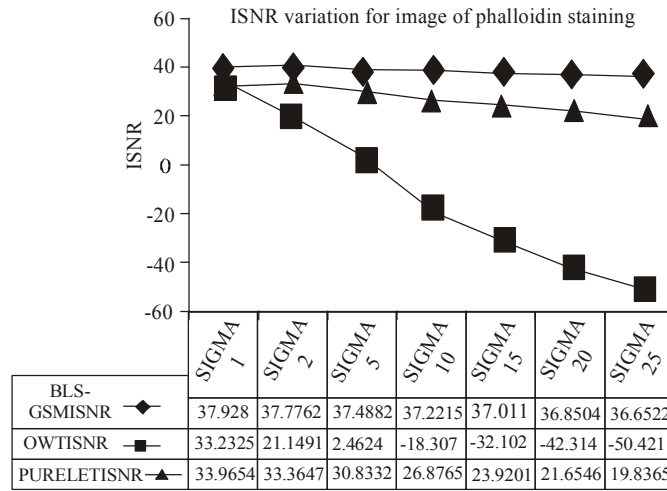 ISNR variation for image of phalloidin staining
60
40
20
0
-20
-40
-60
ISNR
SIGMA 1 SIGMA 2 SIGMA 5 SIGMA 10 SIGMA 15 SIGMA 20 SIGMA 25
BLS-
GSMISNR 37.928 37.7762 37.4882 37.2215 37.011 36.8504 36.6522
OWTISNR 33.2325 21.1491 2.4624 -18.307 -32.102 -42.314 -50.421
PURELETISNR 33.9654 33.3647 30.8332 26.8765 23.9201 21.6546 19.8365